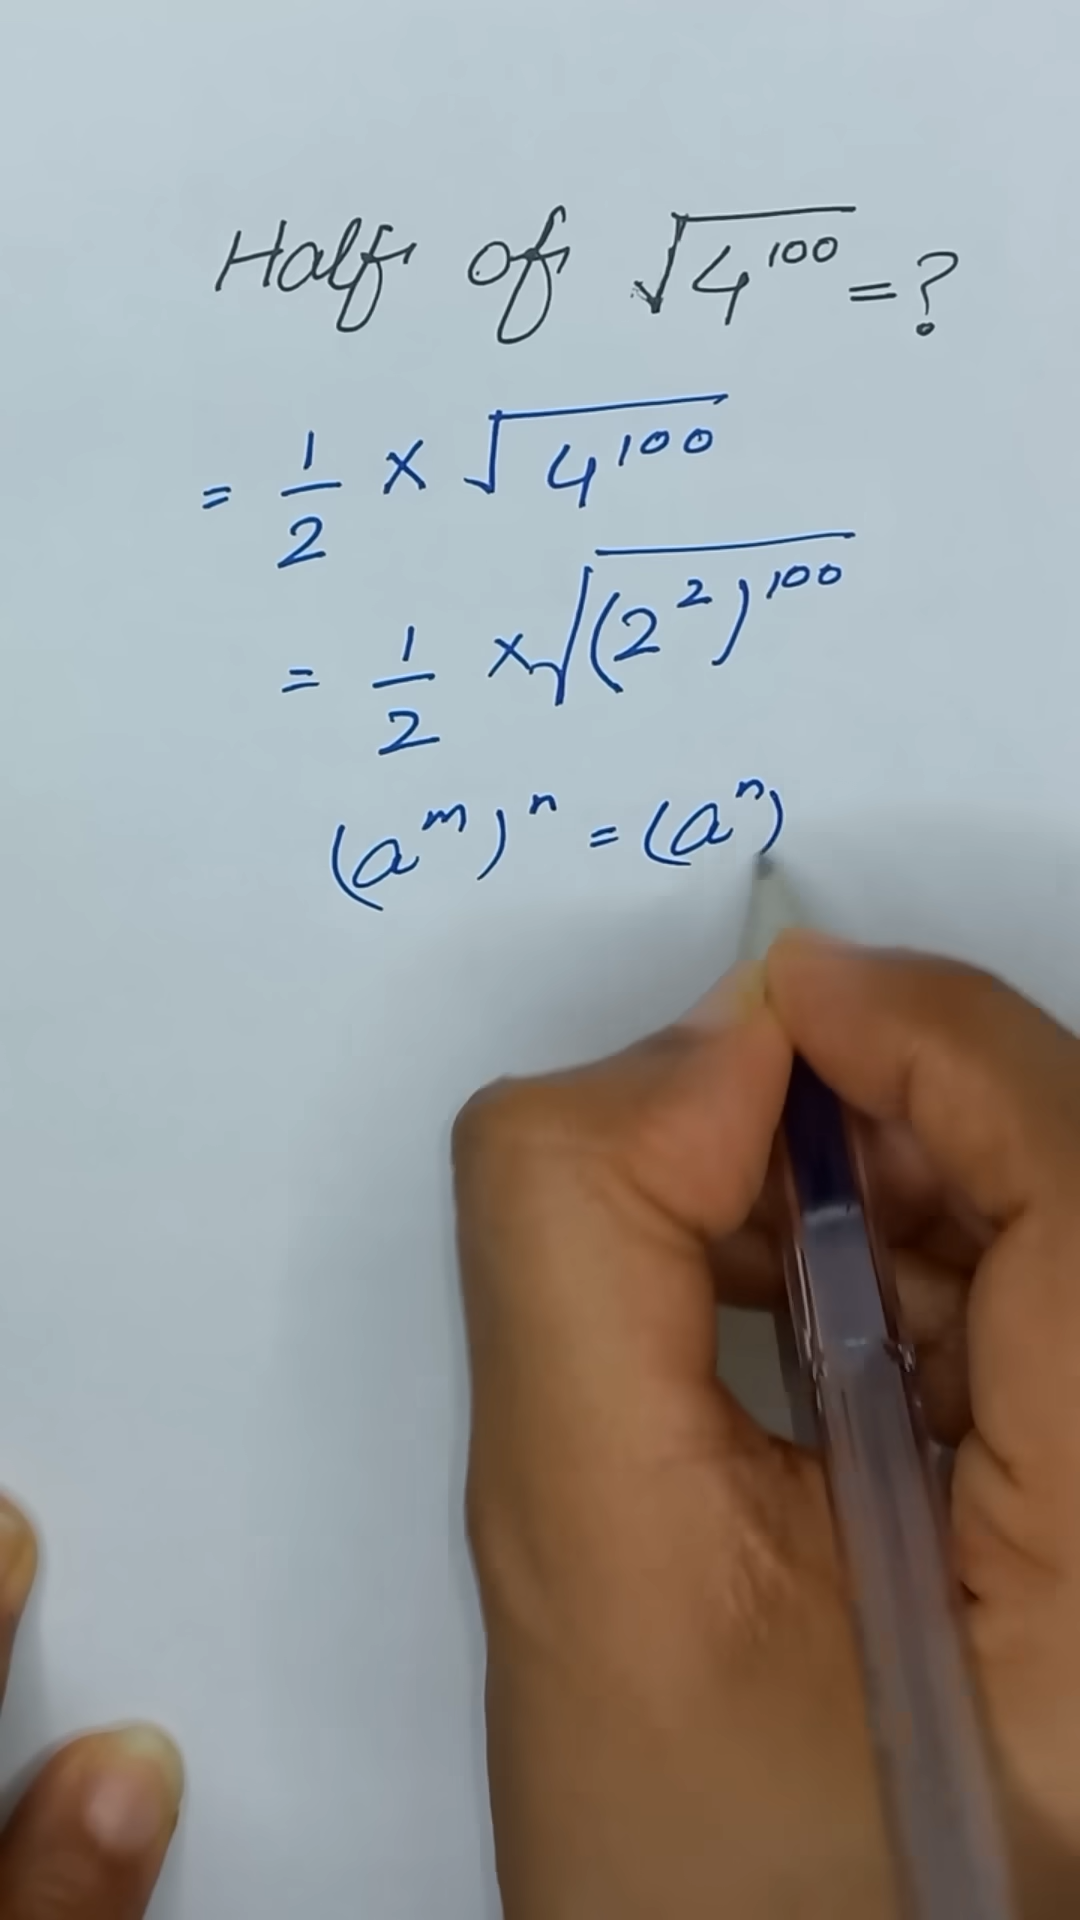 Half of √4¹⁰⁰ = ?
= 1/2 × √4¹⁰⁰
= 1/2 × √(2²)¹⁰⁰
(aᵐ)ⁿ = (aⁿ)